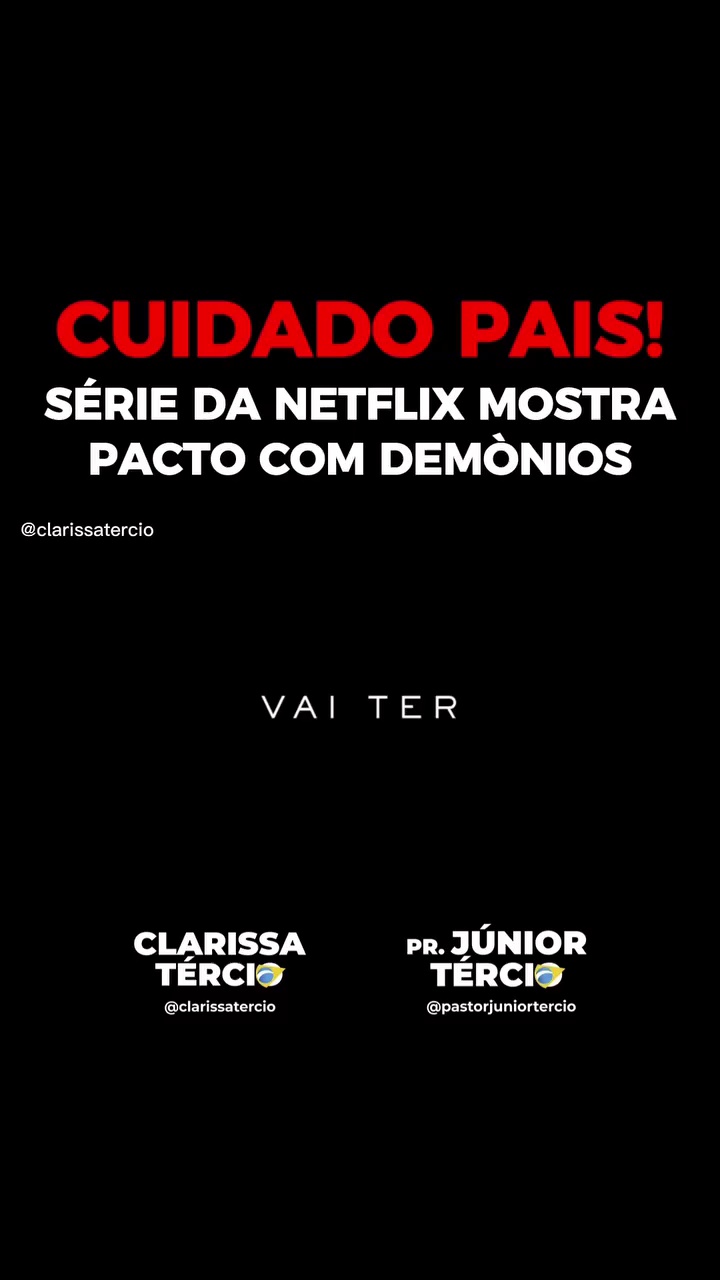 CUIDADO PAIS!
SÉRIE DA NETFLIX MOSTRA
PACTO COM DEMÒNIOS
@clarissatercio
VAI TER
CLARISSA
TÉRCIO
@clarissatercio
PR. JÚNIOR
TÉRCIO
@pastorjuniortercio